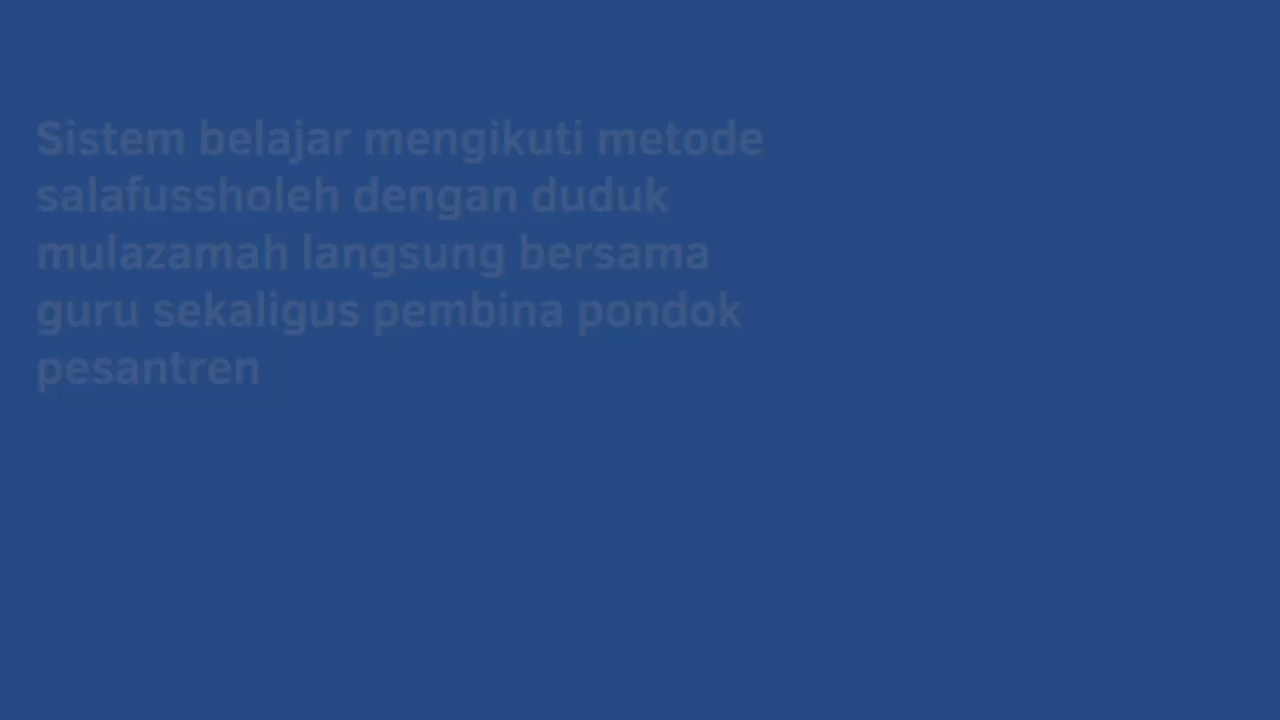 Sistem belajar mengikuti metode
salafussholeh dengan duduk
mulazamah langsung bersama
guru sekaligus pembina pondok
pesantren